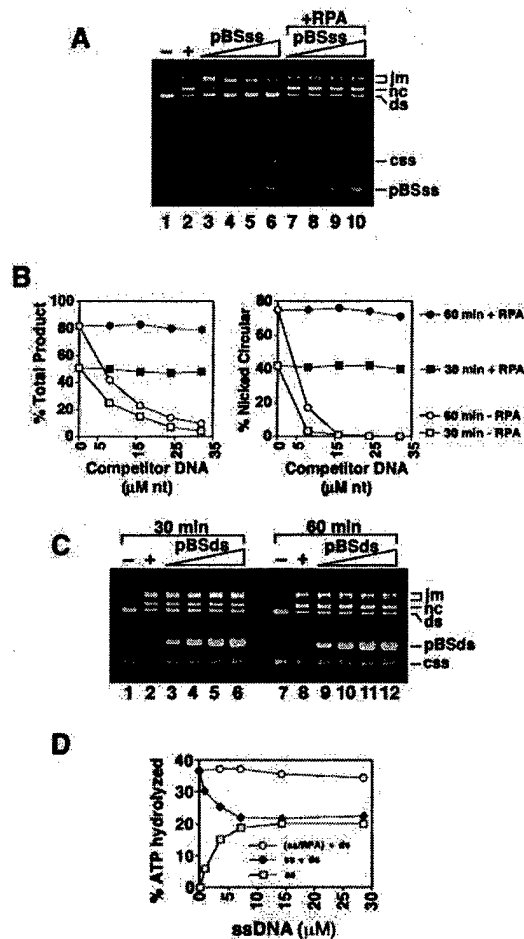 A
+RPA
pBSss
pBSss
− +
jm
nc
ds
css
pBSss
1 2 3 4 5 6 7 8 9 10
B
% Total Product
100
80
60
40
20
0
0 5 15 25 35
Competitor DNA
(μM nt)
% Nicked Circular
80
60
40
20
0
0 5 15 25 35
Competitor DNA
(μM nt)
60 min + RPA
30 min + RPA
60 min - RPA
30 min - RPA
C
30 min
60 min
− + pBSds
− + pBSds
jm
nc
ds
pBSds
css
1 2 3 4 5 6 7 8 9 10 11 12
D
% ATP hydrolyzed
40
30
20
10
0
0 5 10 15 20 25 30
(ss/RPA) + ds
ss + ds
ss
ssDNA (μM)